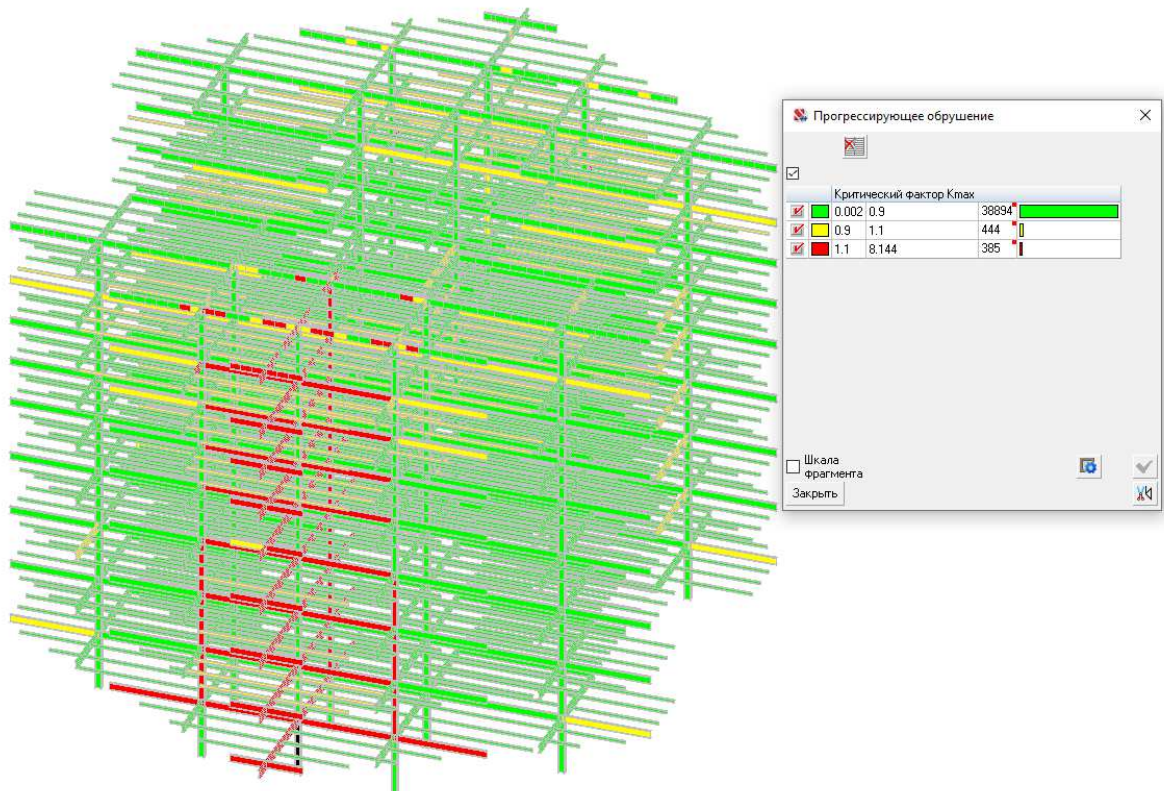 Прогрессирующее обрушение
Критический фактор Kmax
0.002 0.9 38894
0.9 1.1 444
1.1 8.144 385
Шкала
фрагмента
Закрыть